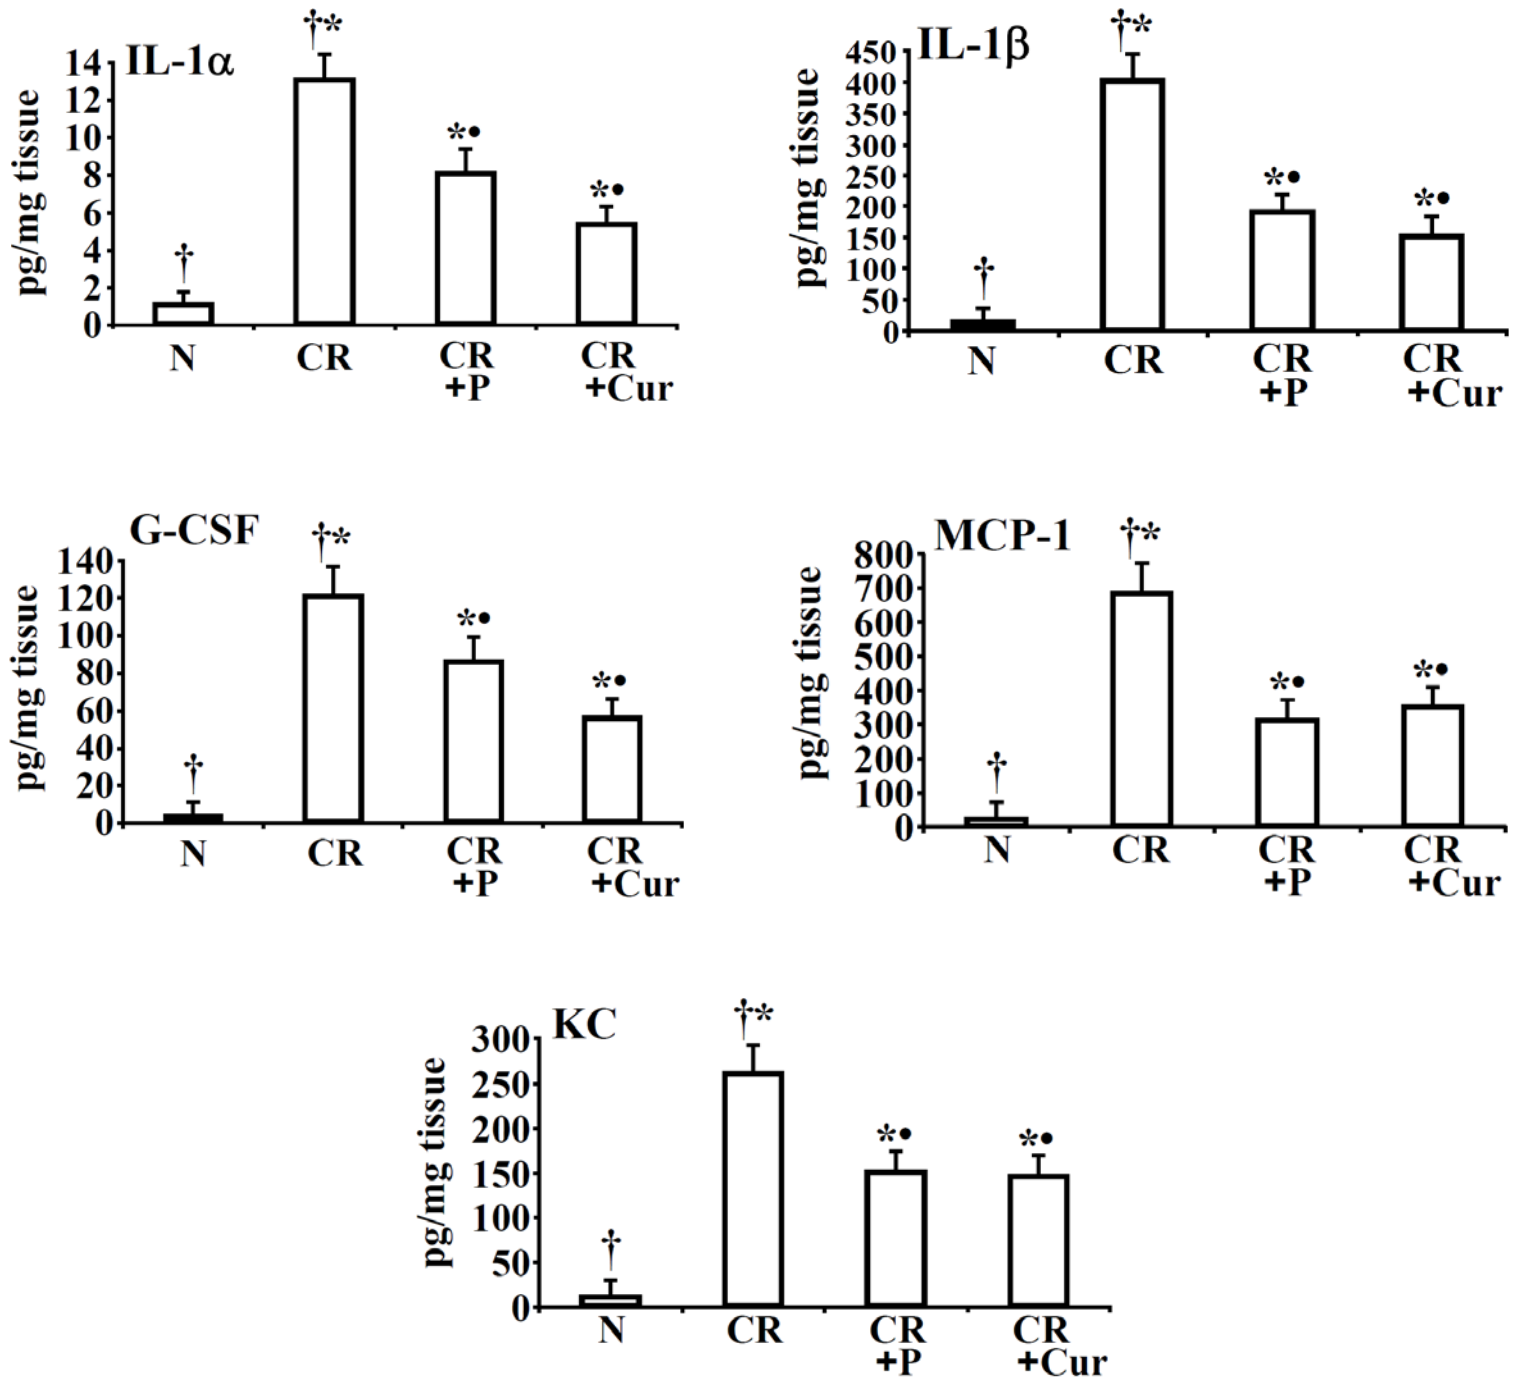 IL-1α
†*
14
12
10
8
6
4
2
0
pg/mg tissue
†
*•
*•
N
CR
CR
+P
CR
+Cur
IL-1β
†*
450
400
350
300
250
200
150
100
50
0
pg/mg tissue
†
*•
*•
N
CR
CR
+P
CR
+Cur
G-CSF
†*
140
120
100
80
60
40
20
0
pg/mg tissue
†
*•
*•
N
CR
CR
+P
CR
+Cur
MCP-1
†*
800
700
600
500
400
300
200
100
0
pg/mg tissue
†
*•
*•
N
CR
CR
+P
CR
+Cur
KC
†*
300
250
200
150
100
50
0
pg/mg tissue
†
*•
*•
N
CR
CR
+P
CR
+Cur